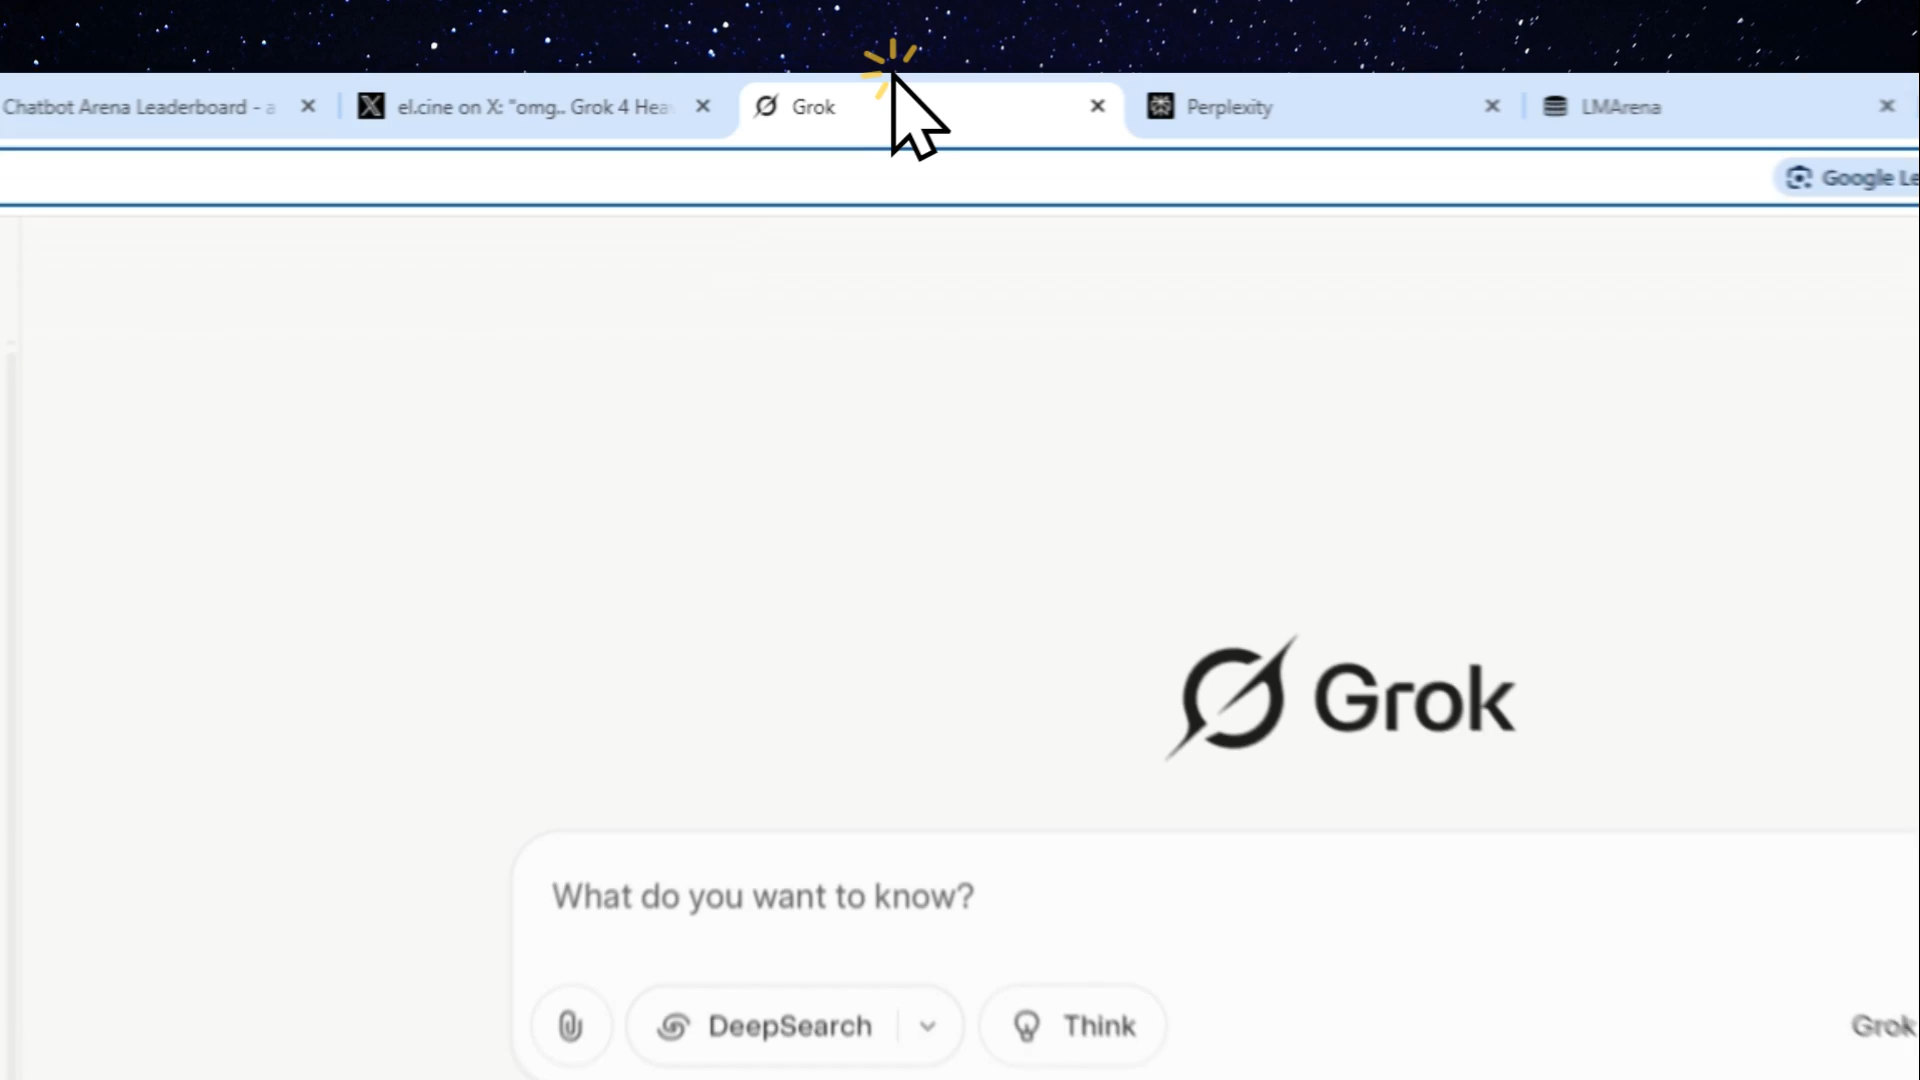 Chatbot Arena Leaderboard - a
el.cine on X: "omg.. Grok 4 Hea
Grok
Perplexity
LMArena
Google Le
Grok
What do you want to know?
DeepSearch
Think
Grok